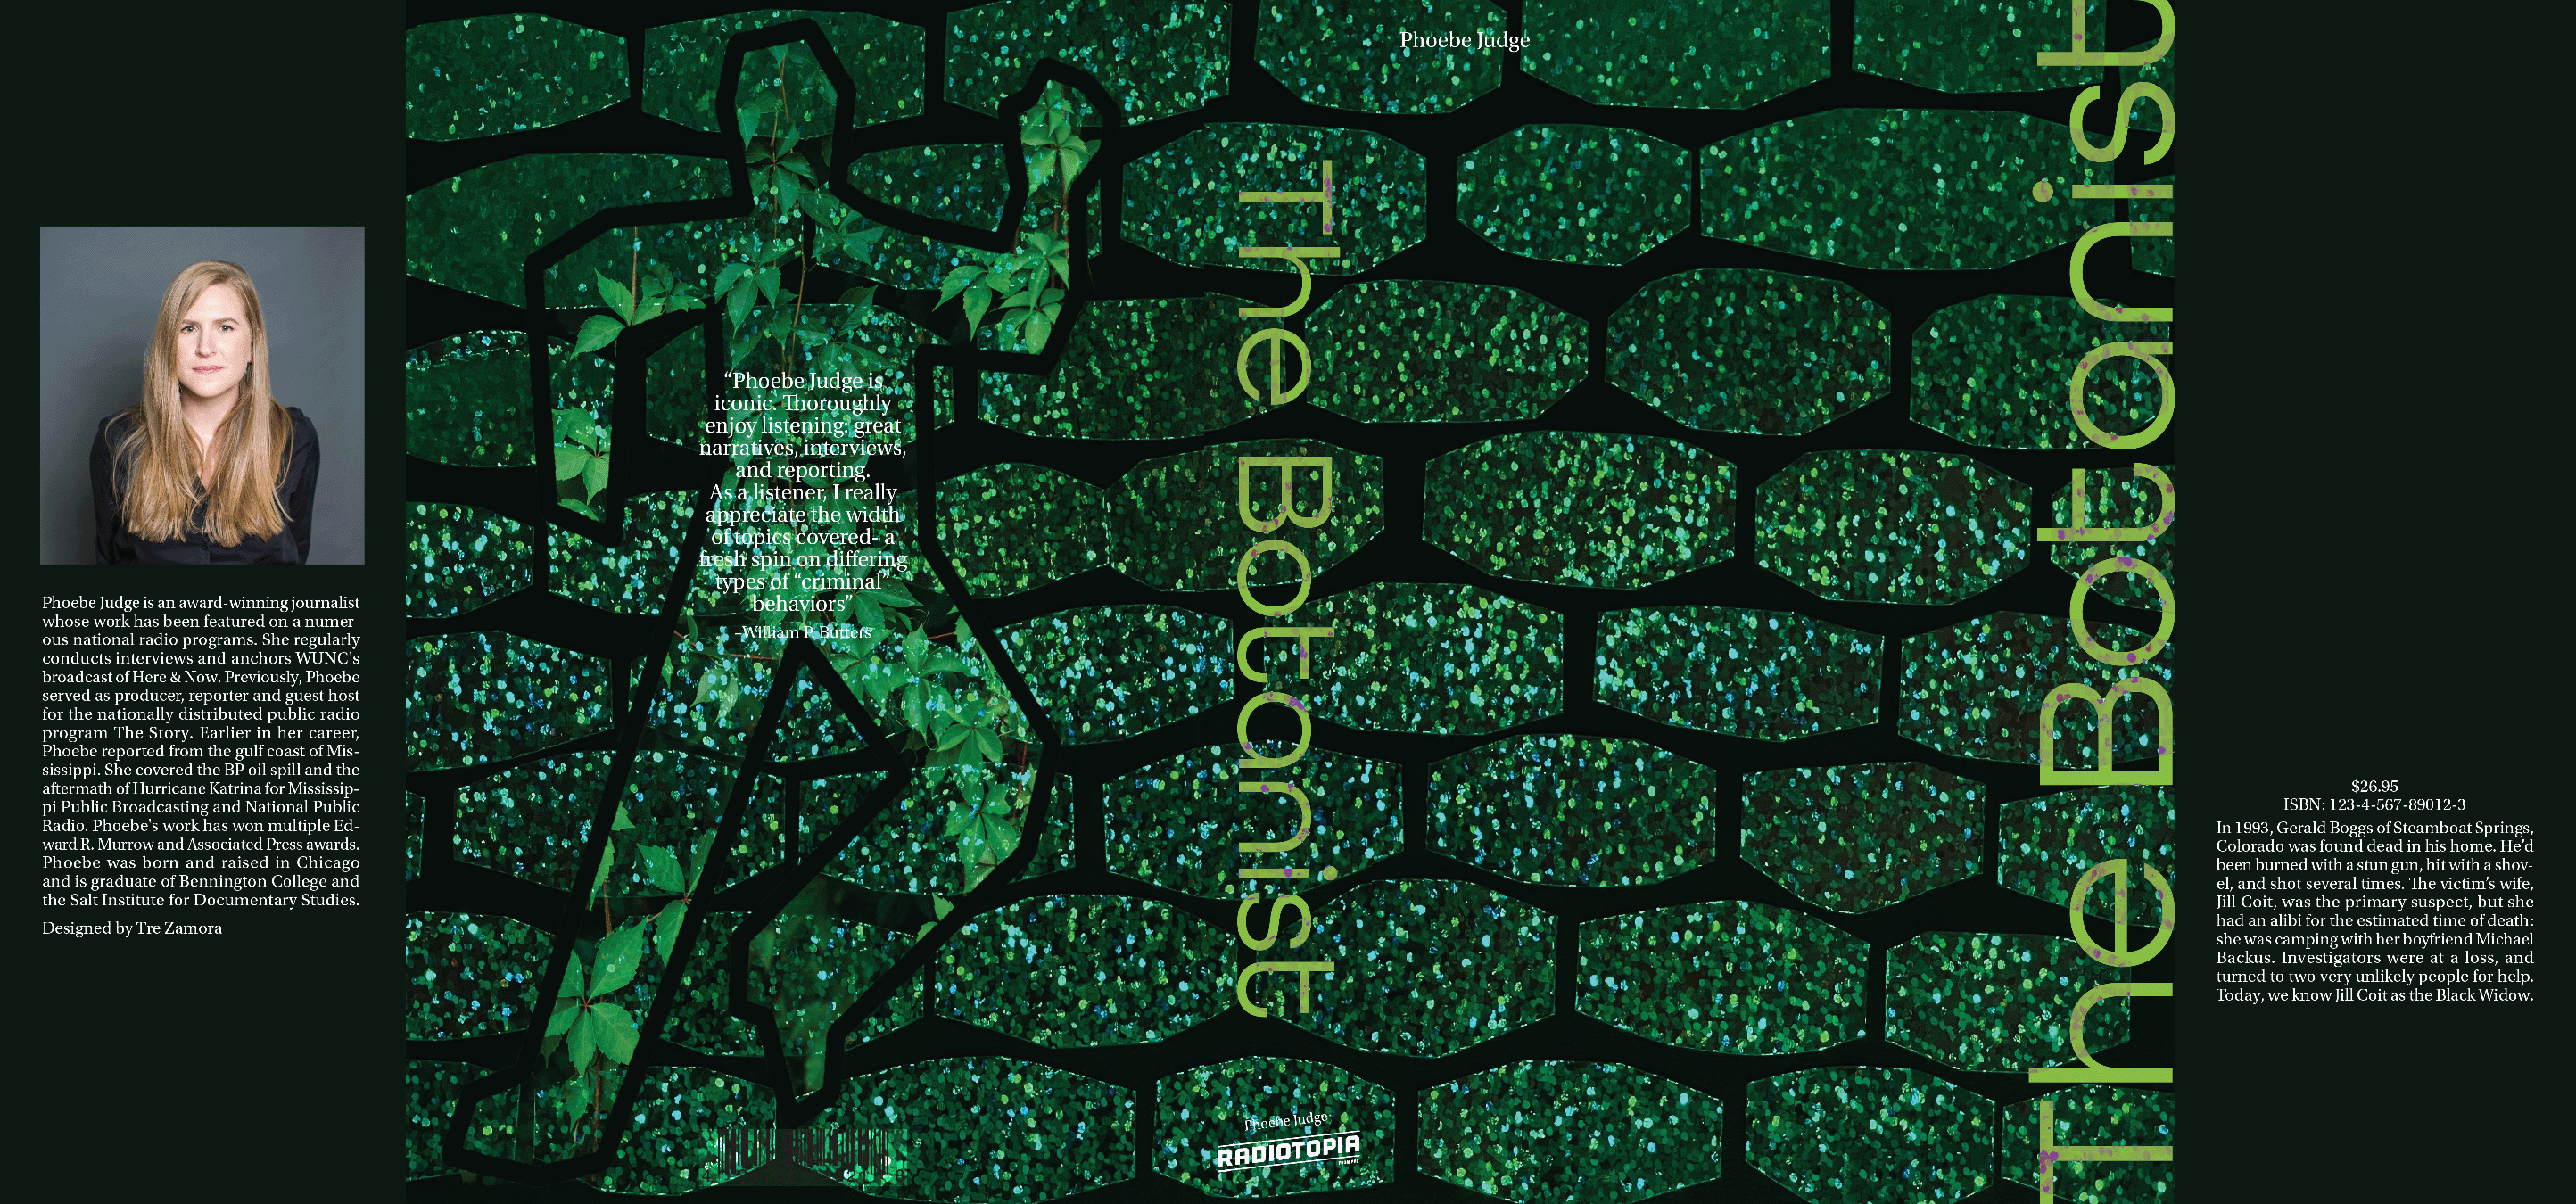 Phoebe Judge is an award-winning journalist
whose work has been featured on a numer-
ous national radio programs. She regularly
conducts interviews and anchors WUNC's
broadcast of Here & Now. Previously, Phoebe
served as producer, reporter and guest host
for the nationally distributed public radio
program The Story. Earlier in her career,
Phoebe reported from the gulf coast of Mis-
sissippi. She covered the BP oil spill and the
aftermath of Hurricane Katrina for Mississip-
pi Public Broadcasting and National Public
Radio. Phoebe's work has won multiple Ed-
ward R. Murrow and Associated Press awards.
Phoebe was born and raised in Chicago
and is graduate of Bennington College and
the Salt Institute for Documentary Studies.
Designed by Tre Zamora
“Phoebe Judge is
iconic. Thoroughly
enjoy listening: great
narratives, interviews,
and reporting.
As a listener, I really
appreciate the width
of topics covered- a
fresh spin on differing
types of “criminal”
behaviors”
–William P. Butters
The Botanist
Phoebe Judge
RADIOTOPIA
Phoebe Judge
The Botanist
$26.95
ISBN: 123-4-567-89012-3
In 1993, Gerald Boggs of Steamboat Springs,
Colorado was found dead in his home. He’d
been burned with a stun gun, hit with a shov-
el, and shot several times. The victim’s wife,
Jill Coit, was the primary suspect, but she
had an alibi for the estimated time of death:
she was camping with her boyfriend Michael
Backus. Investigators were at a loss, and
turned to two very unlikely people for help.
Today, we know Jill Coit as the Black Widow.